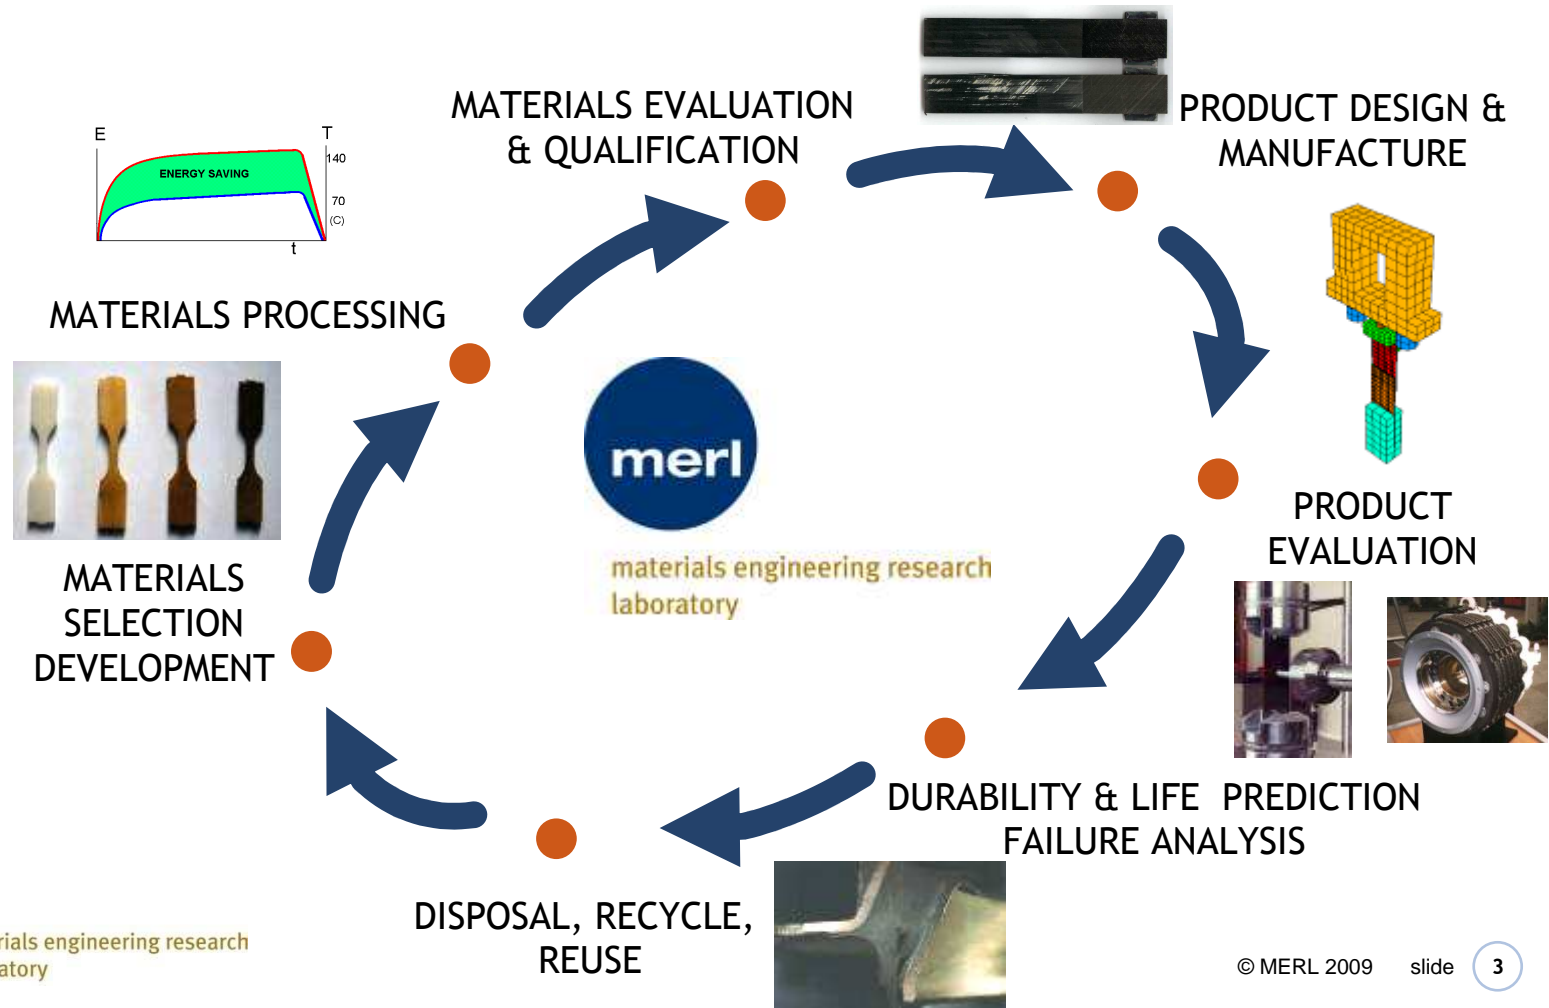 MATERIALS EVALUATION
& QUALIFICATION
PRODUCT DESIGN &
MANUFACTURE
E
T
140
ENERGY SAVING
70
(C)
t
MATERIALS PROCESSING
merl
materials engineering research
laboratory
PRODUCT
EVALUATION
MATERIALS
SELECTION
DEVELOPMENT
DURABILITY & LIFE PREDICTION
FAILURE ANALYSIS
DISPOSAL, RECYCLE,
REUSE
rials engineering research
atory
© MERL 2009 slide 3